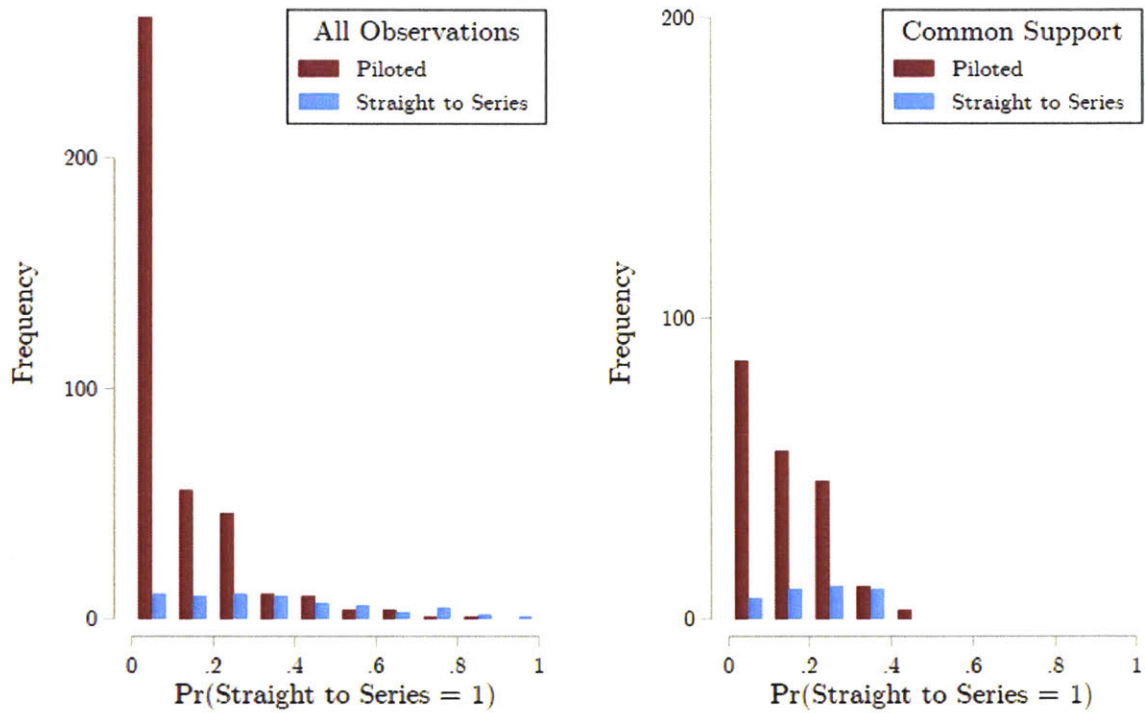 All Observations
Piloted
Straight to Series
200
100
0
Frequency
0 .2 .4 .6 .8 1
Pr(Straight to Series = 1)
Common Support
Piloted
Straight to Series
200
100
0
Frequency
0 .2 .4 .6 .8 1
Pr(Straight to Series = 1)